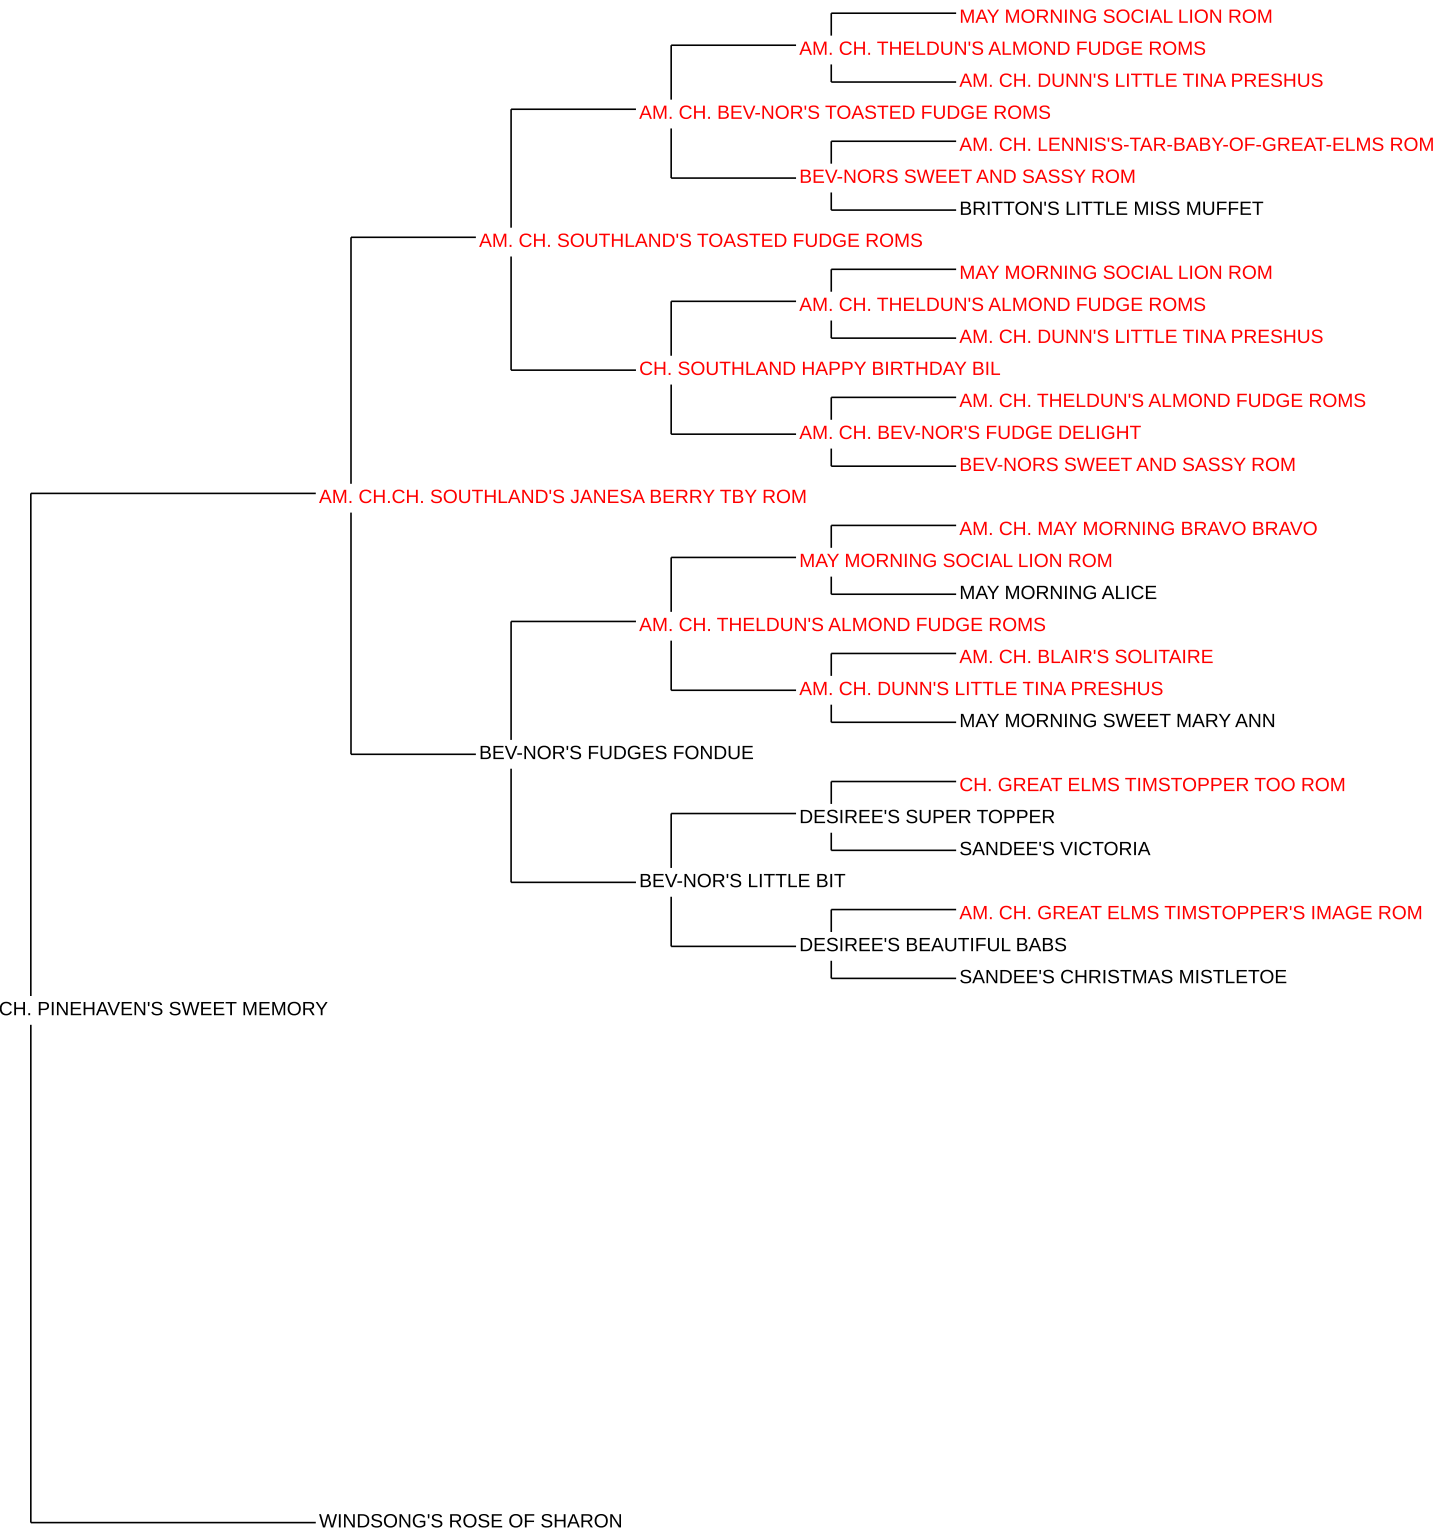 MAY MORNING SOCIAL LION ROM
AM. CH. THELDUN'S ALMOND FUDGE ROMS
AM. CH. DUNN'S LITTLE TINA PRESHUS
AM. CH. BEV-NOR'S TOASTED FUDGE ROMS
AM. CH. LENNIS'S-TAR-BABY-OF-GREAT-ELMS ROM
BEV-NORS SWEET AND SASSY ROM
BRITTON'S LITTLE MISS MUFFET
AM. CH. SOUTHLAND'S TOASTED FUDGE ROMS
MAY MORNING SOCIAL LION ROM
AM. CH. THELDUN'S ALMOND FUDGE ROMS
AM. CH. DUNN'S LITTLE TINA PRESHUS
CH. SOUTHLAND HAPPY BIRTHDAY BIL
AM. CH. THELDUN'S ALMOND FUDGE ROMS
AM. CH. BEV-NOR'S FUDGE DELIGHT
BEV-NORS SWEET AND SASSY ROM
AM. CH.CH. SOUTHLAND'S JANESA BERRY TBY ROM
AM. CH. MAY MORNING BRAVO BRAVO
MAY MORNING SOCIAL LION ROM
MAY MORNING ALICE
AM. CH. THELDUN'S ALMOND FUDGE ROMS
AM. CH. BLAIR'S SOLITAIRE
AM. CH. DUNN'S LITTLE TINA PRESHUS
MAY MORNING SWEET MARY ANN
BEV-NOR'S FUDGES FONDUE
CH. GREAT ELMS TIMSTOPPER TOO ROM
DESIREE'S SUPER TOPPER
SANDEE'S VICTORIA
BEV-NOR'S LITTLE BIT
AM. CH. GREAT ELMS TIMSTOPPER'S IMAGE ROM
DESIREE'S BEAUTIFUL BABS
SANDEE'S CHRISTMAS MISTLETOE
CH. PINEHAVEN'S SWEET MEMORY
WINDSONG'S ROSE OF SHARON